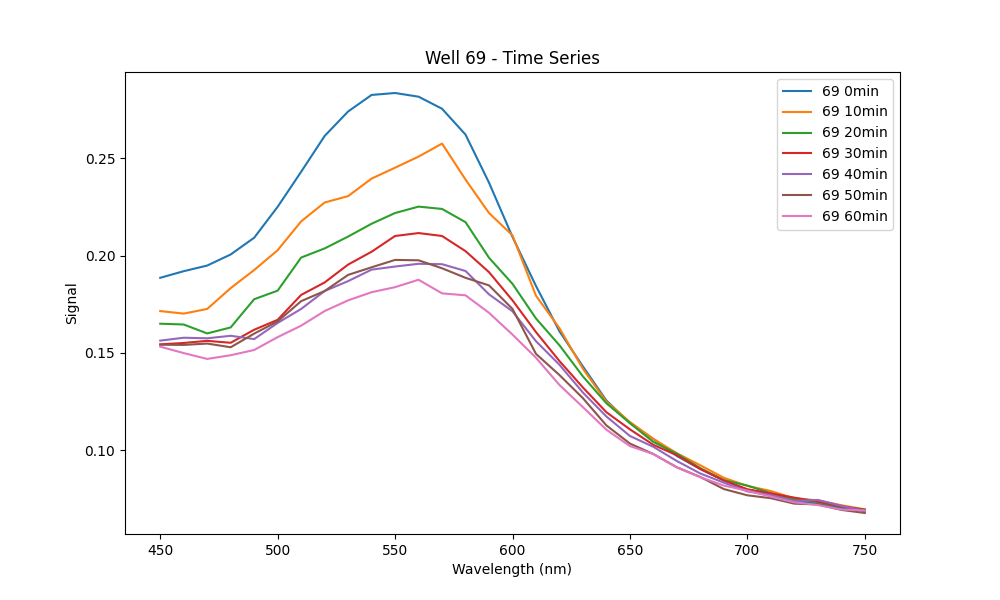 Well 69 - Time Series
69 0min
69 10min
69 20min
69 30min
69 40min
69 50min
69 60min
Signal
0.25
0.20
0.15
0.10
450 500 550 600 650 700 750
Wavelength (nm)